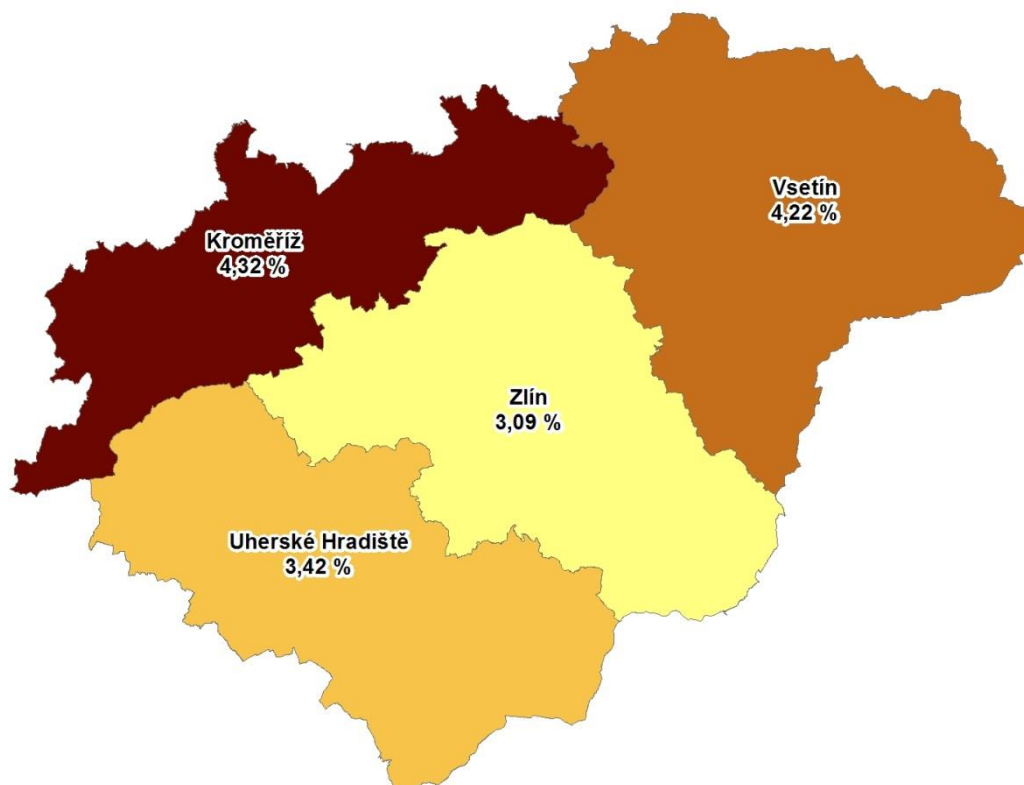 Vsetín
4,22 %
Kroměříž
4,32 %
Zlín
3,09 %
Uherské Hradiště
3,42 %